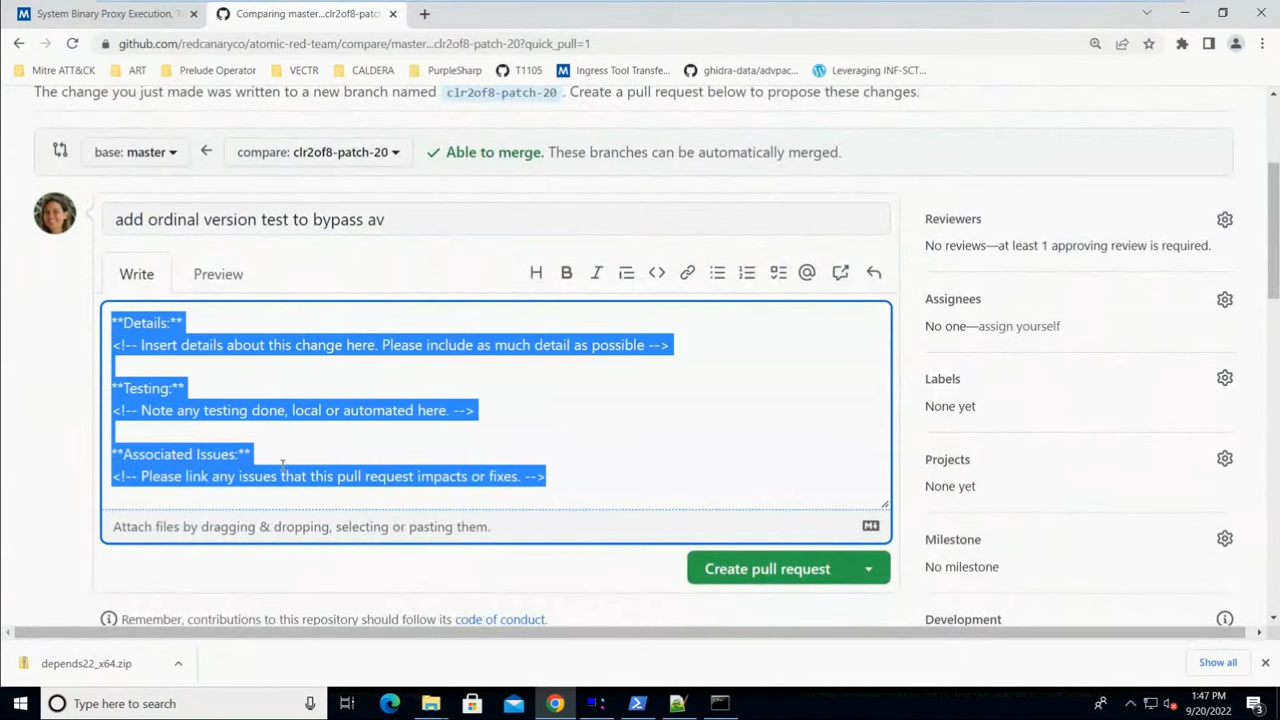 System Binary Proxy Execution, Te
Comparing master...clr2of8-patc
github.com/redcanaryco/atomic-red-team/compare/master...clr2of8-patch-20?quick_pull=1
Mitre ATT&CK
ART
Prelude Operator
VECTR
CALDERA
PurpleSharp
T1105
Ingress Tool Transfe...
ghidra-data/advpac...
Leveraging INF-SCT...
The change you just made was written to a new branch named clr2of8-patch-20 . Create a pull request below to propose these changes.
base: master
compare: clr2of8-patch-20
Able to merge. These branches can be automatically merged.
add ordinal version test to bypass av
Write
Preview
**Details:**
<!-- Insert details about this change here. Please include as much detail as possible -->
**Testing:**
<!-- Note any testing done, local or automated here. -->
**Associated Issues:**
<!-- Please link any issues that this pull request impacts or fixes. -->
Attach files by dragging & dropping, selecting or pasting them.
Create pull request
Remember, contributions to this repository should follow its code of conduct.
Reviewers
No reviews—at least 1 approving review is required.
Assignees
No one—assign yourself
Labels
None yet
Projects
None yet
Milestone
No milestone
Development
depends22_x64.zip
Show all
Type here to search
1:47 PM
9/20/2022
3